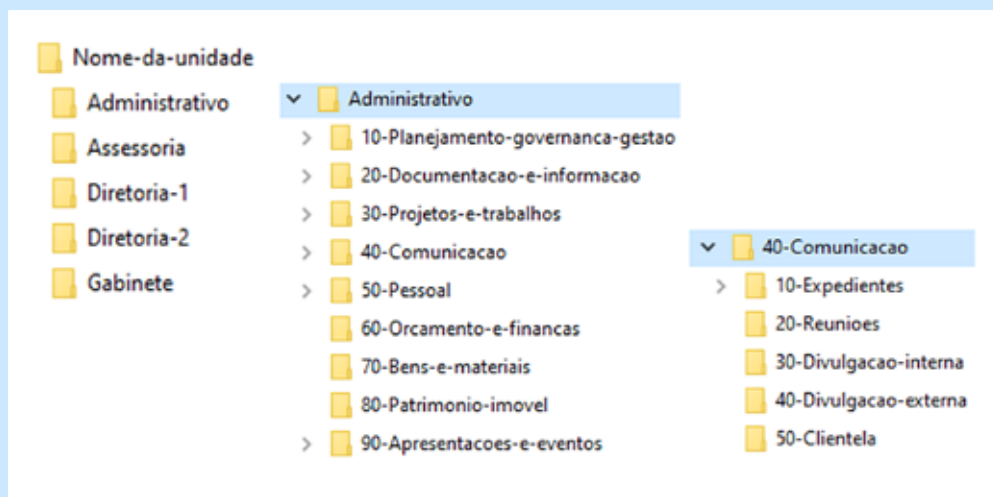 Nome-da-unidade
Administrativo
Assessoria
Diretoria-1
Diretoria-2
Gabinete
Administrativo
10-Planejamento-governanca-gestao
20-Documentacao-e-informacao
30-Projetos-e-trabalhos
40-Comunicacao
50-Pessoal
60-Orcamento-e-financas
70-Bens-e-materiais
80-Patrimonio-imovel
90-Apresentacoes-e-eventos
40-Comunicacao
10-Expedientes
20-Reunioes
30-Divulgacao-interna
40-Divulgacao-externa
50-Clientela